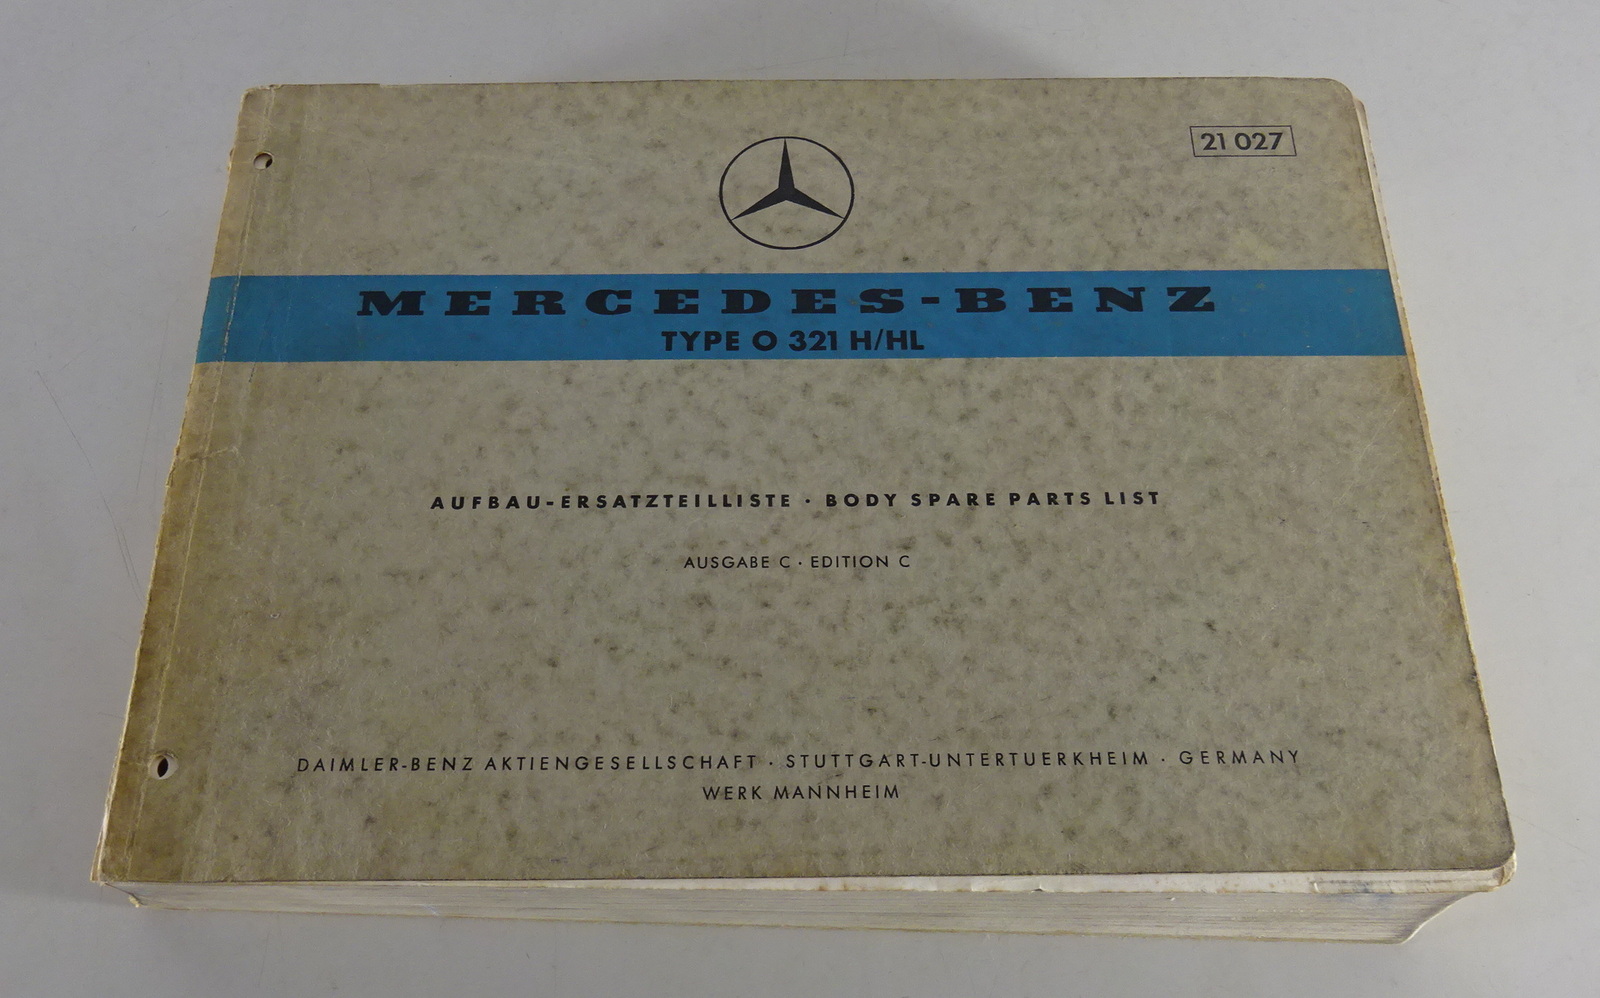 21 027
MERCEDES-BENZ
TYPE O 321 H/HL
AUFBAU-ERSATZTEILLISTE · BODY SPARE PARTS LIST
AUSGABE C · EDITION C
DAIMLER-BENZ AKTIENGESELLSCHAFT · STUTTGART-UNTERTUERKHEIM · GERMANY
WERK MANNHEIM